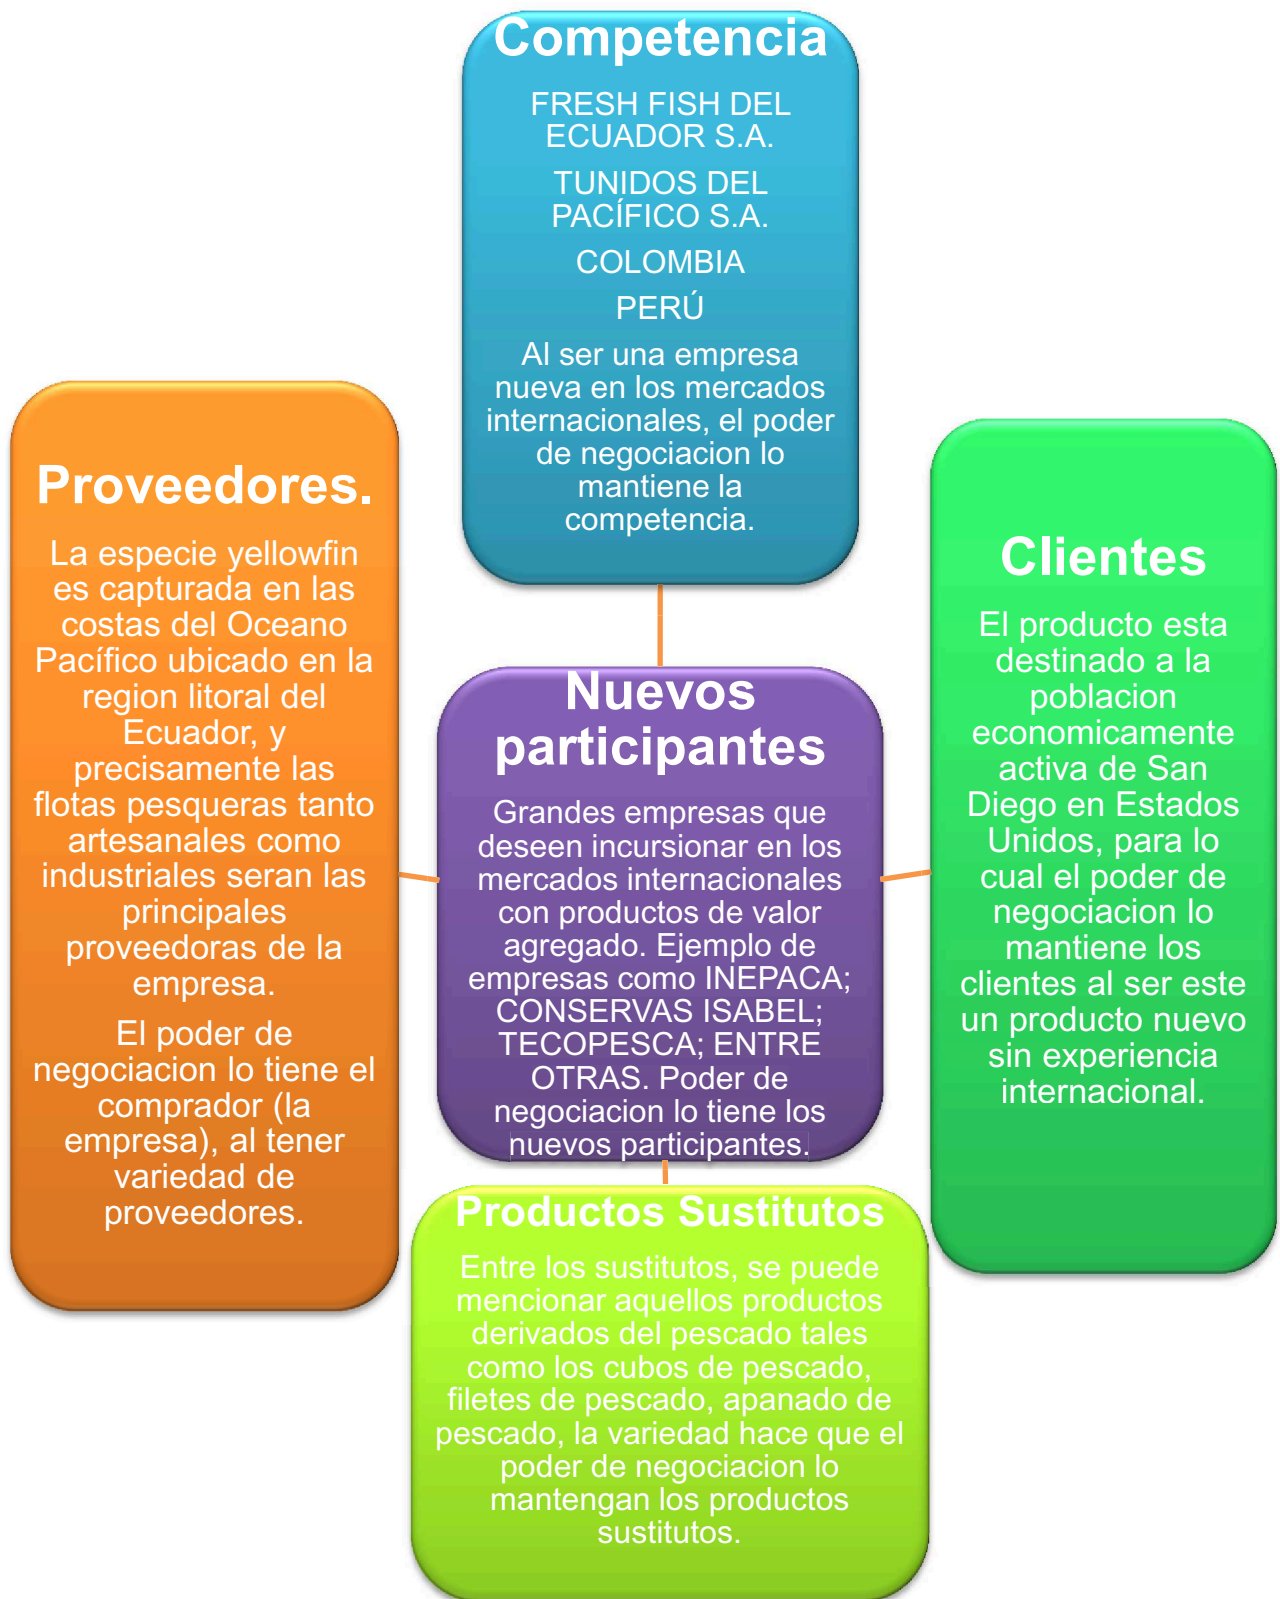 Competencia
FRESH FISH DEL
ECUADOR S.A.
TUNIDOS DEL
PACÍFICO S.A.
COLOMBIA
PERÚ
Al ser una empresa
nueva en los mercados
internacionales, el poder
de negociacion lo
mantiene la
competencia.
Proveedores.
La especie yellowfin
es capturada en las
costas del Oceano
Pacífico ubicado en la
region litoral del
Ecuador, y
precisamente las
flotas pesqueras tanto
artesanales como
industriales seran las
principales
proveedoras de la
empresa.
El poder de
negociacion lo tiene el
comprador (la
empresa), al tener
variedad de
proveedores.
Nuevos
participantes
Grandes empresas que
deseen incursionar en los
mercados internacionales
con productos de valor
agregado. Ejemplo de
empresas como INEPACA;
CONSERVAS ISABEL;
TECOPESCA; ENTRE
OTRAS. Poder de
negociacion lo tiene los
nuevos participantes.
Clientes
El producto esta
destinado a la
poblacion
economicamente
activa de San
Diego en Estados
Unidos, para lo
cual el poder de
negociacion lo
mantiene los
clientes al ser este
un producto nuevo
sin experiencia
internacional.
Productos Sustitutos
Entre los sustitutos, se puede
mencionar aquellos productos
derivados del pescado tales
como los cubos de pescado,
filetes de pescado, apanado de
pescado, la variedad hace que el
poder de negociacion lo
mantengan los productos
sustitutos.